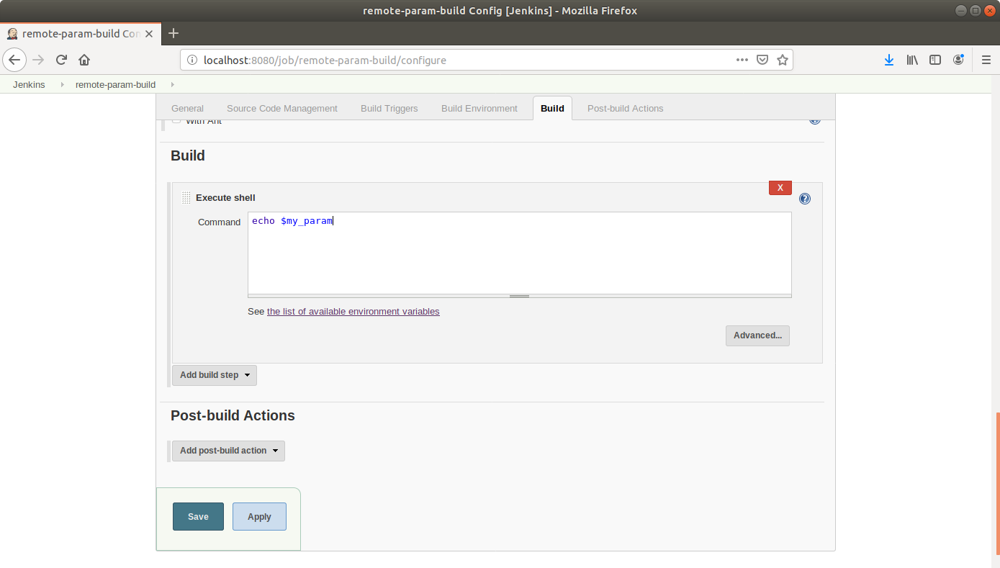 remote-param-build Config [Jenkins] - Mozilla Firefox
remote-param-build Con
localhost:8080/job/remote-param-build/configure
Jenkins remote-param-build
General Source Code Management Build Triggers Build Environment Build Post-build Actions
With Ant
Build
X
Execute shell
?
Command
echo $my_param
See the list of available environment variables
Advanced...
Add build step
Post-build Actions
Add post-build action
Save Apply